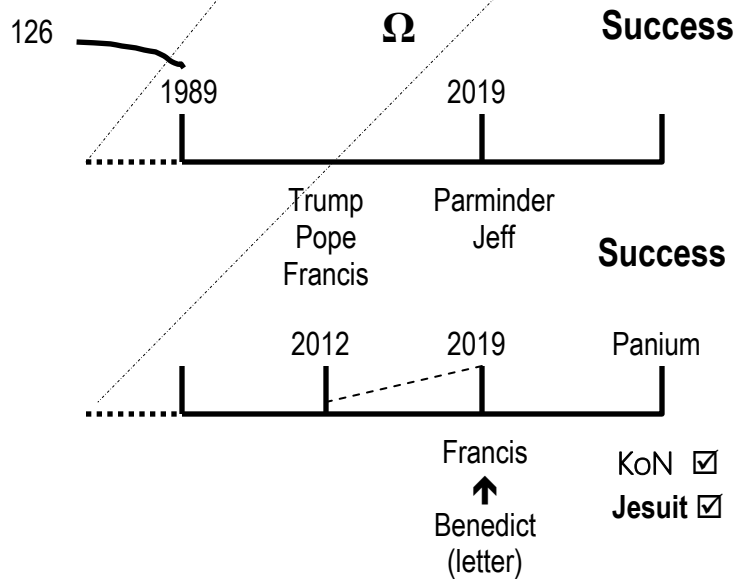 126
Ω
Success
1989
2019
Trump
Pope
Francis
Parminder
Jeff
Success
2012
2019
Panium
Francis
Benedict
(letter)
KoN ☑
Jesuit ☑